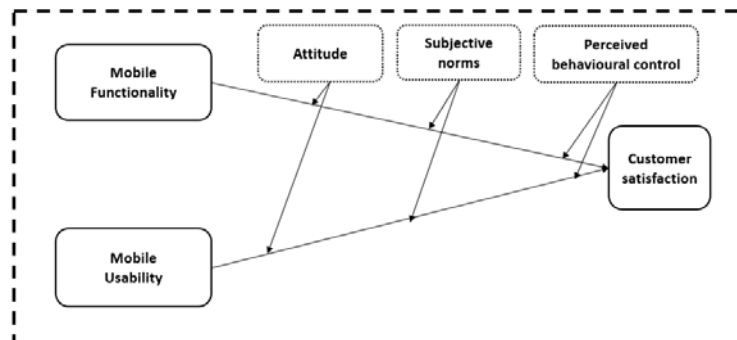 Mobile
Functionality
Attitude
Subjective
norms
Perceived
behavioural control
Customer
satisfaction
Mobile
Usability